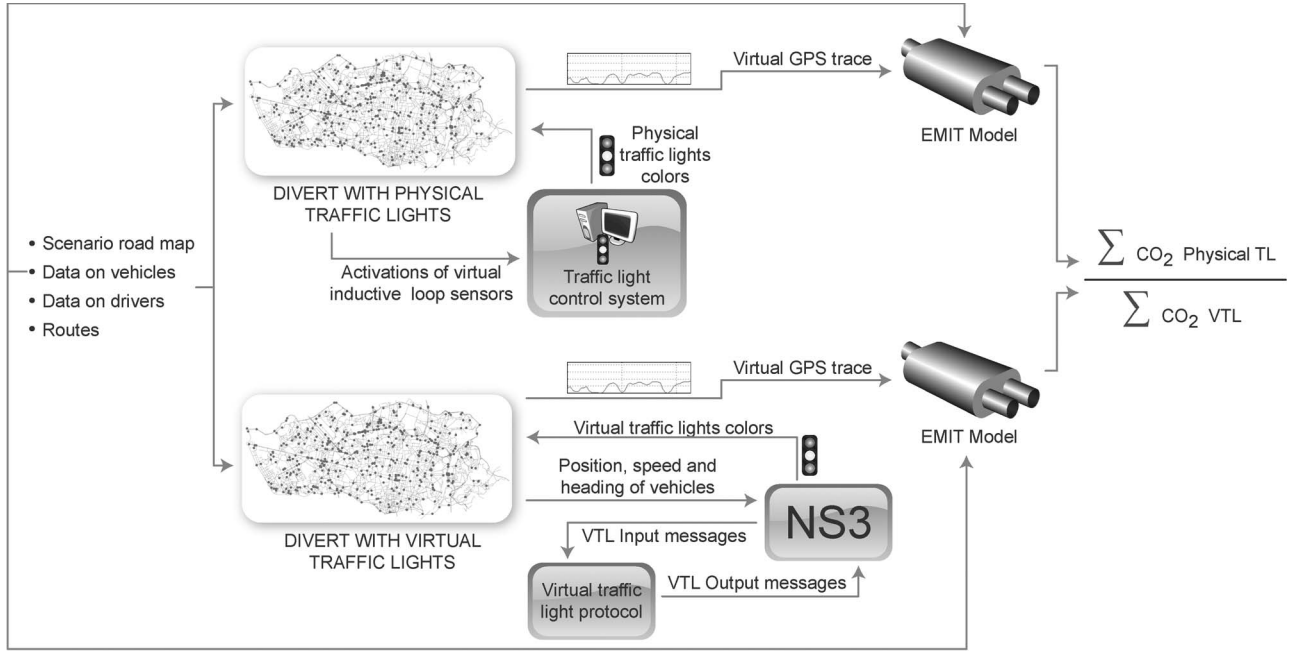 • Scenario road map
• Data on vehicles
• Data on drivers
• Routes
DIVERT WITH PHYSICAL
TRAFFIC LIGHTS
Activations of virtual
inductive loop sensors
Physical
traffic lights
colors
Traffic light
control system
Virtual GPS trace
EMIT Model
∑ CO2 Physical TL
∑ CO2 VTL
DIVERT WITH VIRTUAL
TRAFFIC LIGHTS
Virtual GPS trace
EMIT Model
Virtual traffic lights colors
Position, speed and
heading of vehicles
NS3
VTL Input messages
Virtual traffic
light protocol
VTL Output messages